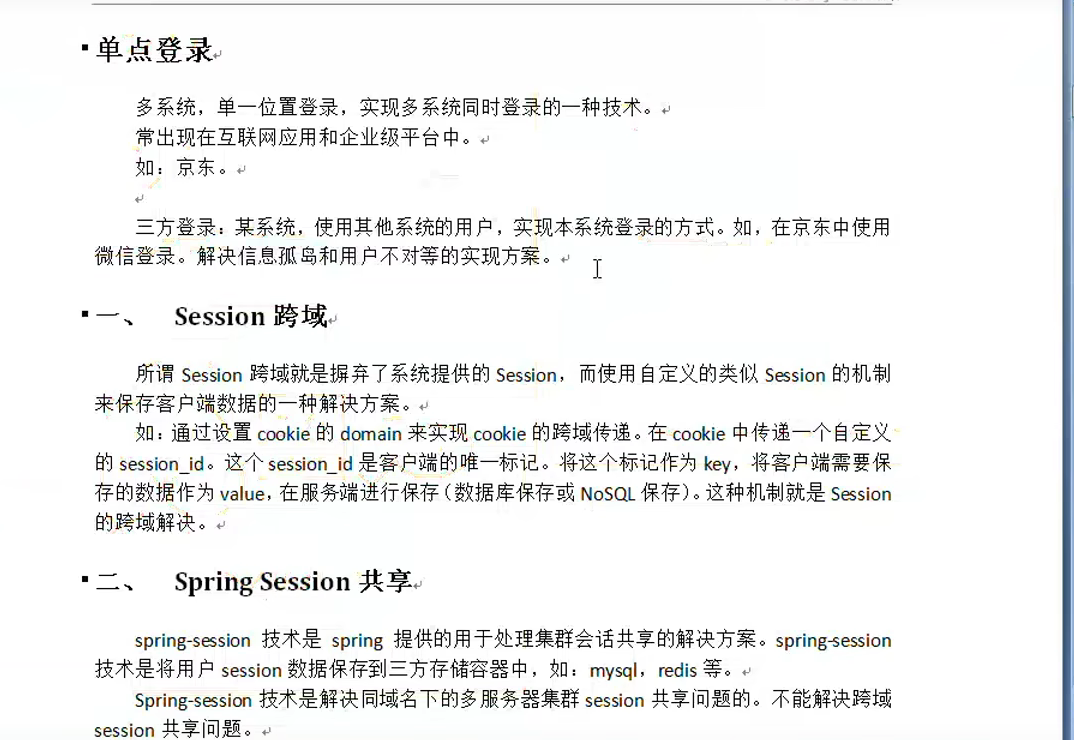 单点登录
多系统，单一位置登录，实现多系统同时登录的一种技术。
常出现在互联网应用和企业级平台中。
如：京东。
三方登录：某系统，使用其他系统的用户，实现本系统登录的方式。如，在京东中使用
微信登录。解决信息孤岛和用户不对等的实现方案。
一、 Session 跨域
所谓 Session 跨域就是摒弃了系统提供的 Session，而使用自定义的类似 Session 的机制
来保存客户端数据的一种解决方案。
如：通过设置 cookie 的 domain 来实现 cookie 的跨域传递。在 cookie 中传递一个自定义
的 session_id。这个 session_id 是客户端的唯一标记。将这个标记作为 key，将客户端需要保
存的数据作为 value，在服务端进行保存（数据库保存或 NoSQL 保存）。这种机制就是 Session
的跨域解决。
二、 Spring Session 共享
spring-session 技术是 spring 提供的用于处理集群会话共享的解决方案。spring-session
技术是将用户 session 数据保存到三方存储容器中，如：mysql，redis 等。
Spring-session 技术是解决同域名下的多服务器集群 session 共享问题的。不能解决跨域
session 共享问题。